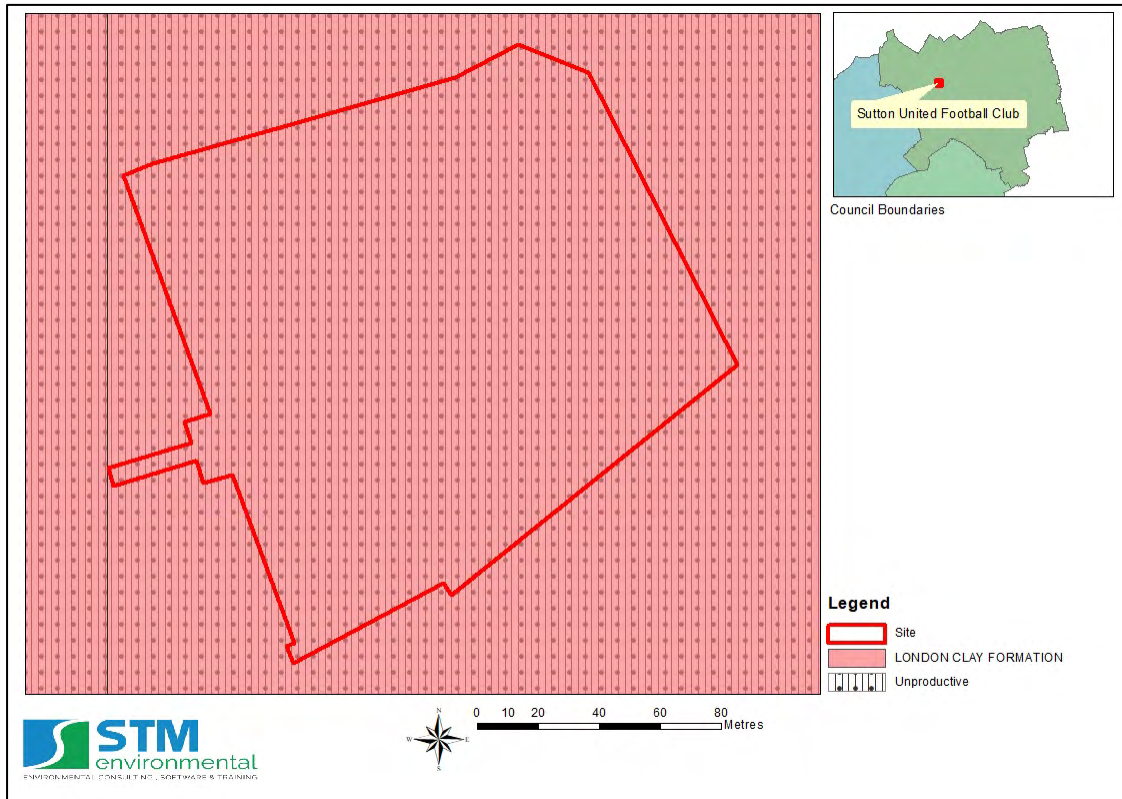 Sutton United Football Club
Council Boundaries
Legend
Site
LONDON CLAY FORMATION
Unproductive
N
W
E
S
0 10 20 40 60 80
Metres
STM
environmental
ENVIRONMENTAL CONSULTING, SOFTWARE & TRAINING